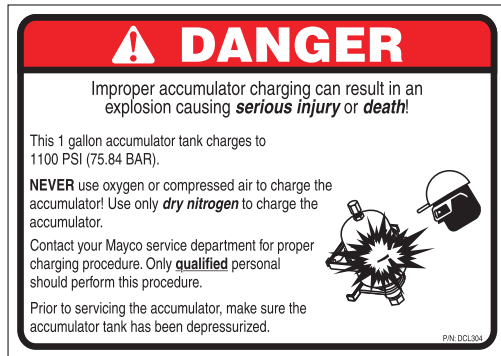 DANGER
Improper accumulator charging can result in an
explosion causing serious injury or death!
This 1 gallon accumulator tank charges to
1100 PSI (75.84 BAR).
NEVER use oxygen or compressed air to charge the
accumulator! Use only dry nitrogen to charge the
accumulator.
Contact your Mayco service department for proper
charging procedure. Only qualified personal
should perform this procedure.
Prior to servicing the accumulator, make sure the
accumulator tank has been depressurized.
P/N: DCL304